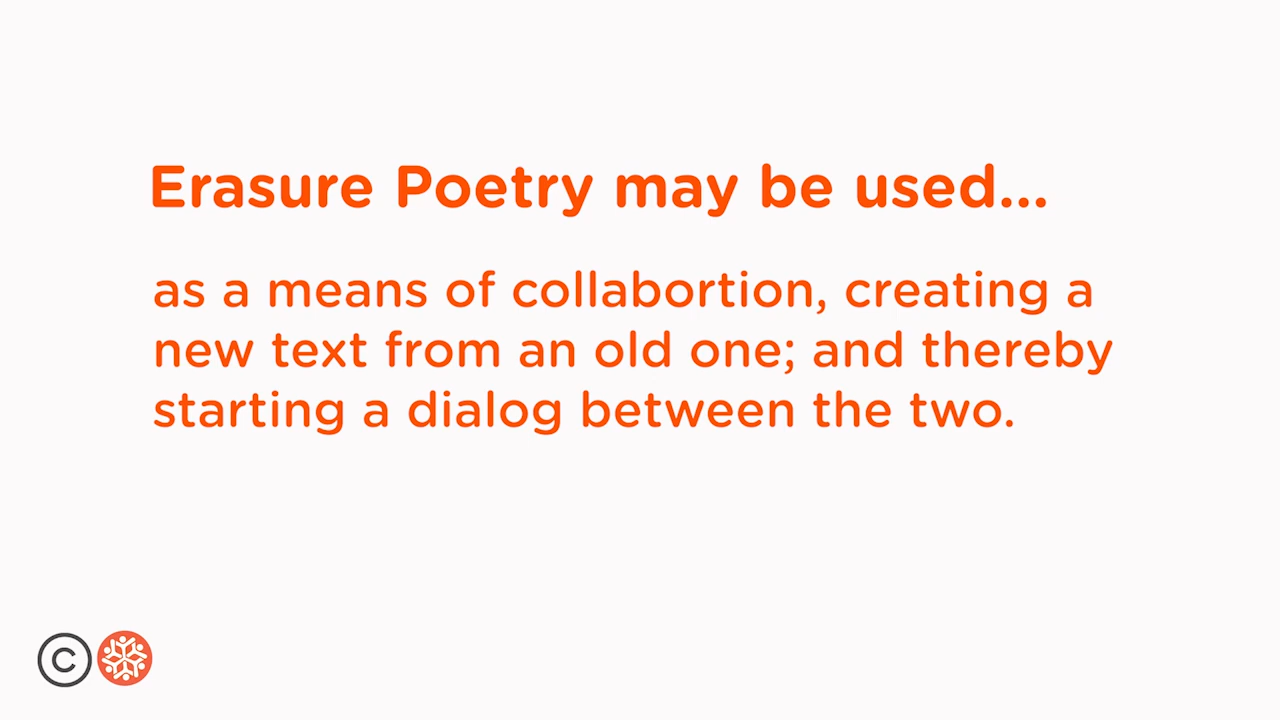 Erasure Poetry may be used...
as a means of collabortion, creating a
new text from an old one; and thereby
starting a dialog between the two.
©